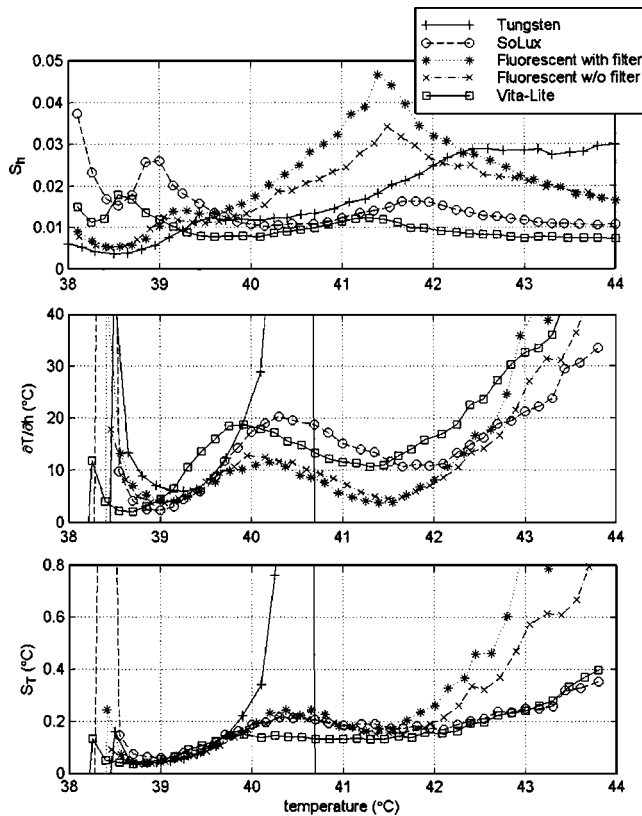 Tungsten
SoLux
Fluorescent with filter
Fluorescent w/o filter
Vita-Lite
0.05
0.04
0.03
0.02
0.01
0
Sh
38 39 40 41 42 43 44
40
30
20
10
0
∂T/∂h (°C)
38 39 40 41 42 43 44
0.8
0.6
0.4
0.2
0
ST (°C)
38 39 40 41 42 43 44
temperature (°C)